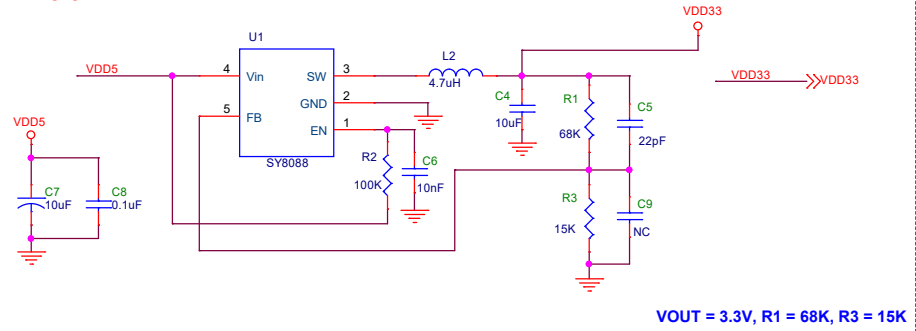 VDD33
U1
L2
VDD5
4
Vin
SW
3
4.7uH
VDD33
VDD33
GND
2
C4
R1
C5
5
FB
10uF
68K
22pF
EN
1
VDD5
SY8088
R2
C6
100K
10nF
C7
C8
10uF
0.1uF
R3
C9
15K
NC
VOUT = 3.3V, R1 = 68K, R3 = 15K